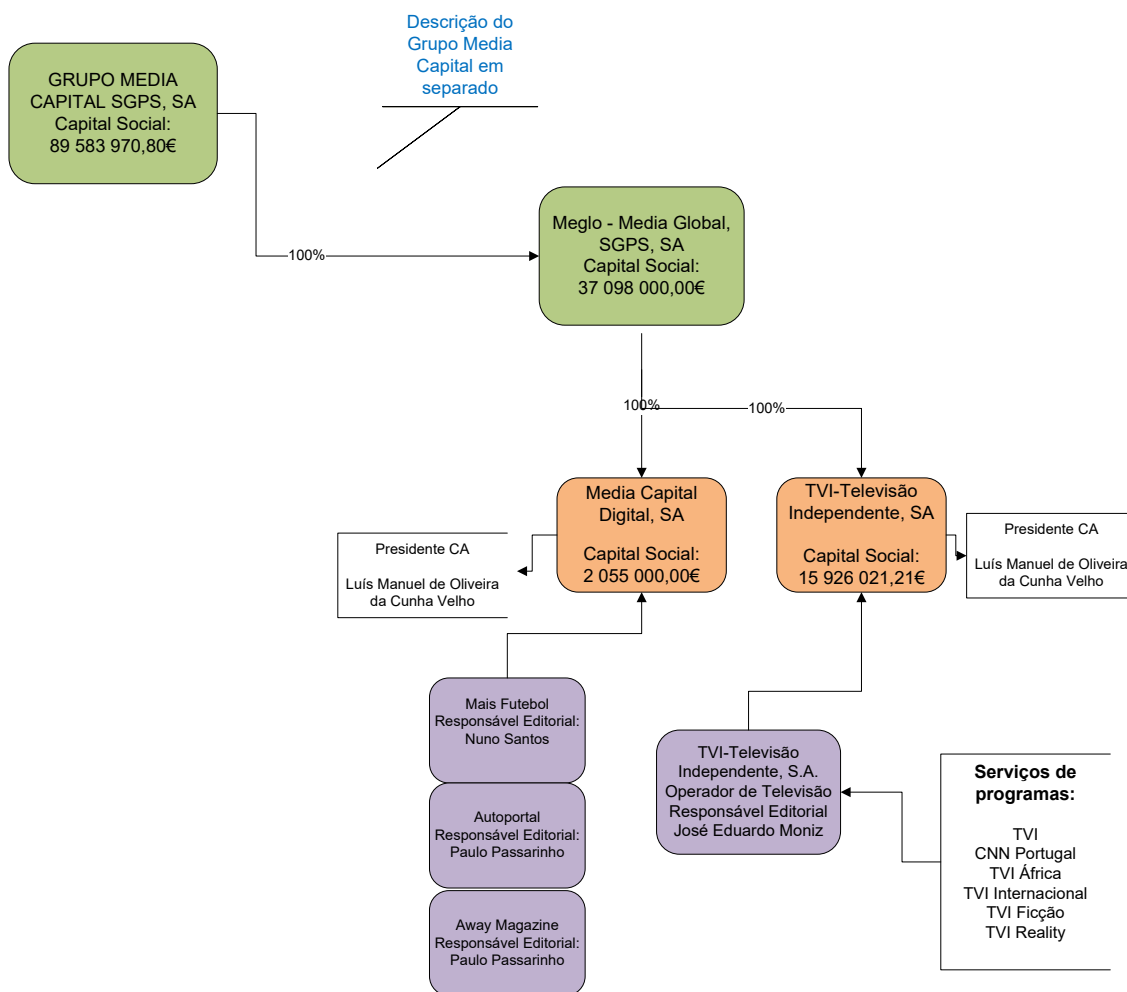 Descrição do
Grupo Media
Capital em
separado
GRUPO MEDIA
CAPITAL SGPS, SA
Capital Social:
89 583 970,80€
100%
Meglo - Media Global,
SGPS, SA
Capital Social:
37 098 000,00€
100%
100%
Media Capital
Digital, SA
Capital Social:
2 055 000,00€
TVI-Televisão
Independente, SA
Capital Social:
15 926 021,21€
Presidente CA
Luís Manuel de Oliveira
da Cunha Velho
Presidente CA
Luís Manuel de Oliveira
da Cunha Velho
Mais Futebol
Responsável Editorial:
Nuno Santos
Autoportal
Responsável Editorial:
Paulo Passarinho
Away Magazine
Responsável Editorial:
Paulo Passarinho
TVI-Televisão
Independente, S.A.
Operador de Televisão
Responsável Editorial
José Eduardo Moniz
Serviços de
programas:
TVI
CNN Portugal
TVI África
TVI Internacional
TVI Ficção
TVI Reality